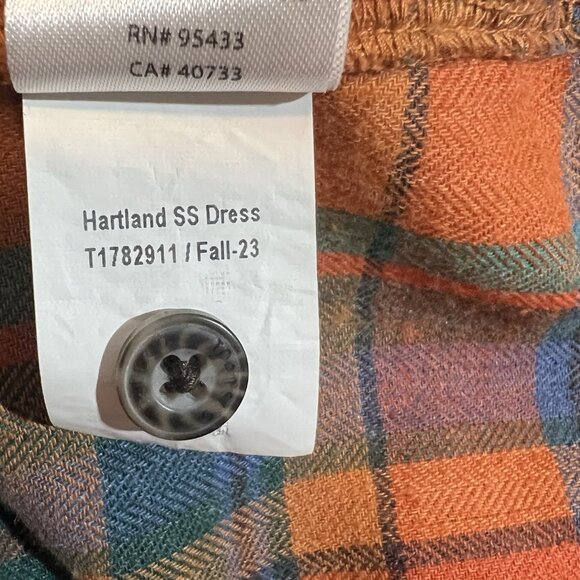 RN# 95433
CA# 40733
Hartland SS Dress
T1782911 / Fall-23